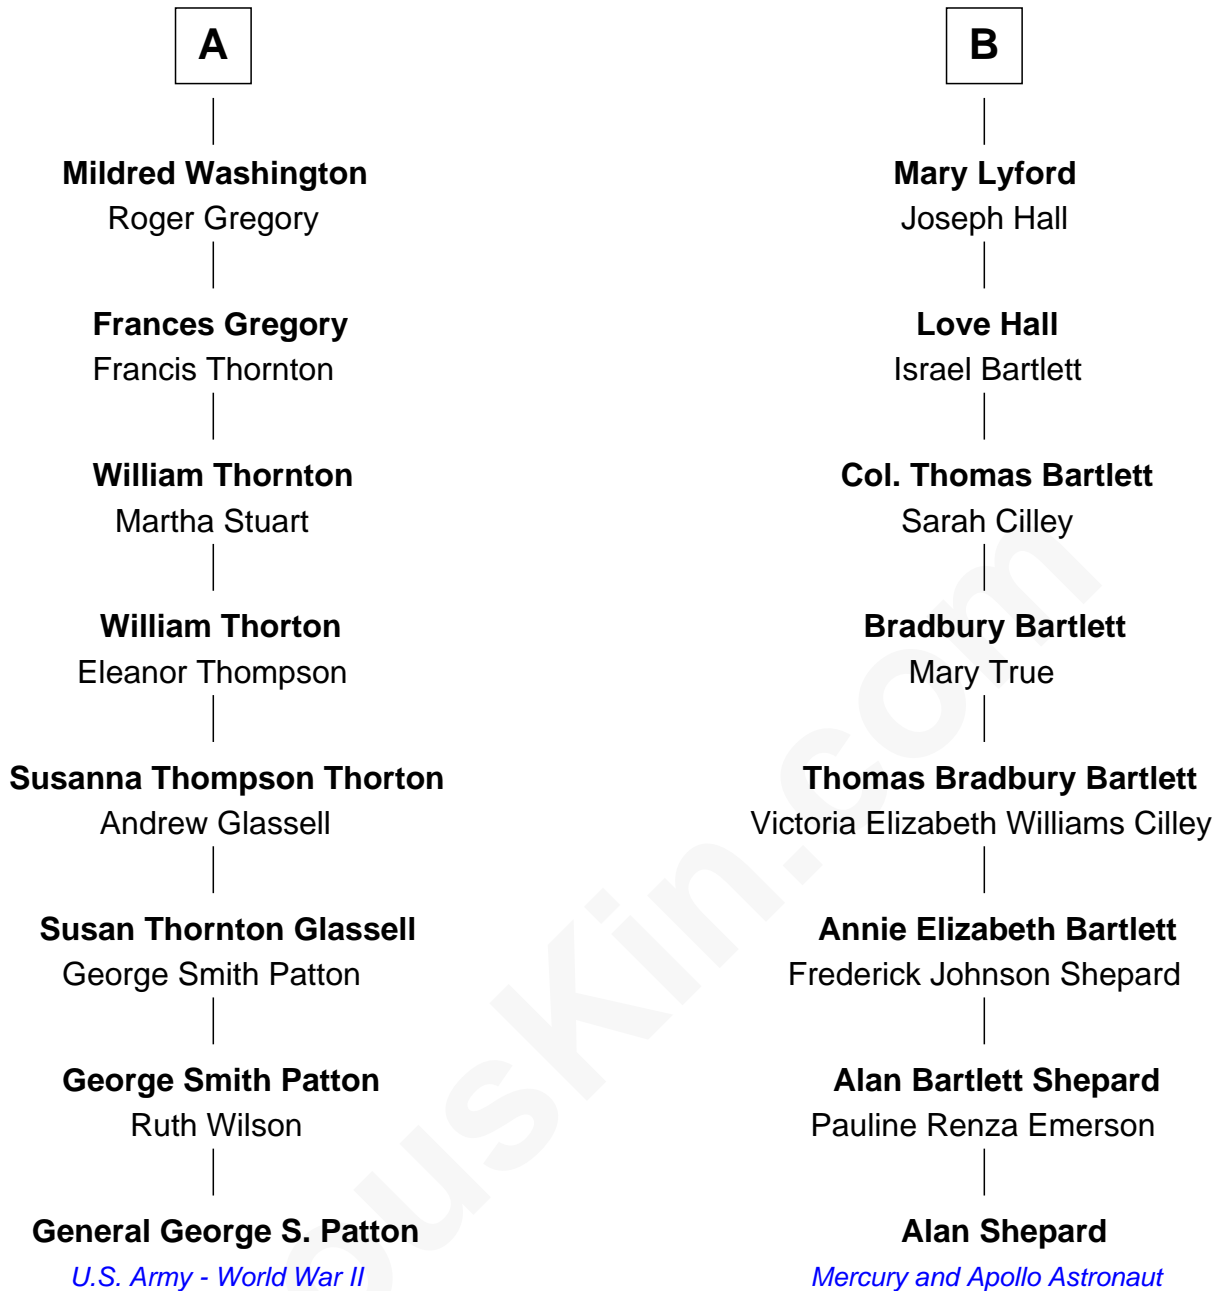 A
Mildred Washington
Roger Gregory
Frances Gregory
Francis Thornton
William Thornton
Martha Stuart
William Thorton
Eleanor Thompson
Susanna Thompson Thorton
Andrew Glassell
Susan Thornton Glassell
George Smith Patton
George Smith Patton
Ruth Wilson
General George S. Patton
U.S. Army - World War II
B
Mary Lyford
Joseph Hall
Love Hall
Israel Bartlett
Col. Thomas Bartlett
Sarah Cilley
Bradbury Bartlett
Mary True
Thomas Bradbury Bartlett
Victoria Elizabeth Williams Cilley
Annie Elizabeth Bartlett
Frederick Johnson Shepard
Alan Bartlett Shepard
Pauline Renza Emerson
Alan Shepard
Mercury and Apollo Astronaut
ousKin.com